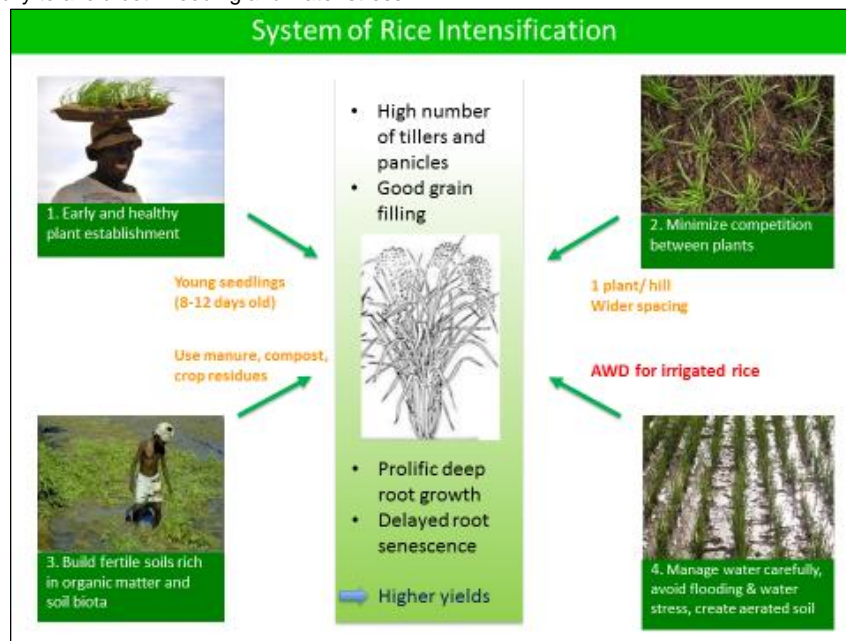 System of Rice Intensification
1. Early and healthy
plant establishment
• High number
of tillers and
panicles
• Good grain
filling
2. Minimize competition
between plants
Young seedlings
(8-12 days old)
1 plant/ hill
Wider spacing
Use manure, compost,
crop residues
AWD for irrigated rice
3. Build fertile soils rich
in organic matter and
soil biota
• Prolific deep
root growth
• Delayed root
senescence
Higher yields
4. Manage water carefully,
avoid flooding & water
stress, create aerated soil